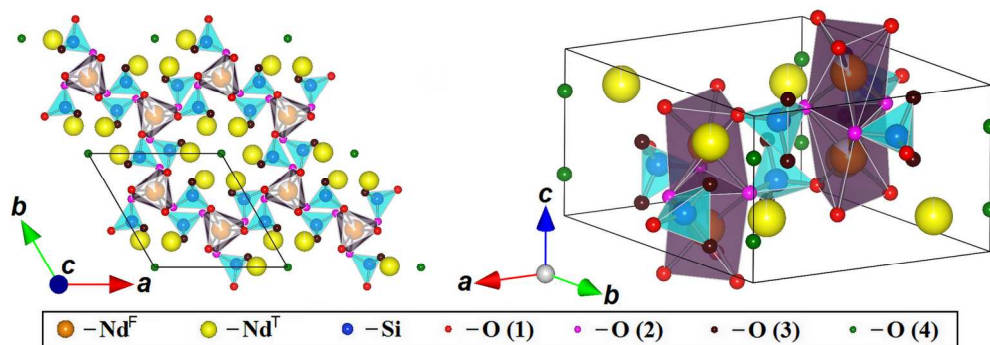 b
c
a
c
a
b
–Nd^F –Nd^T –Si –O (1) –O (2) –O (3) –O (4)